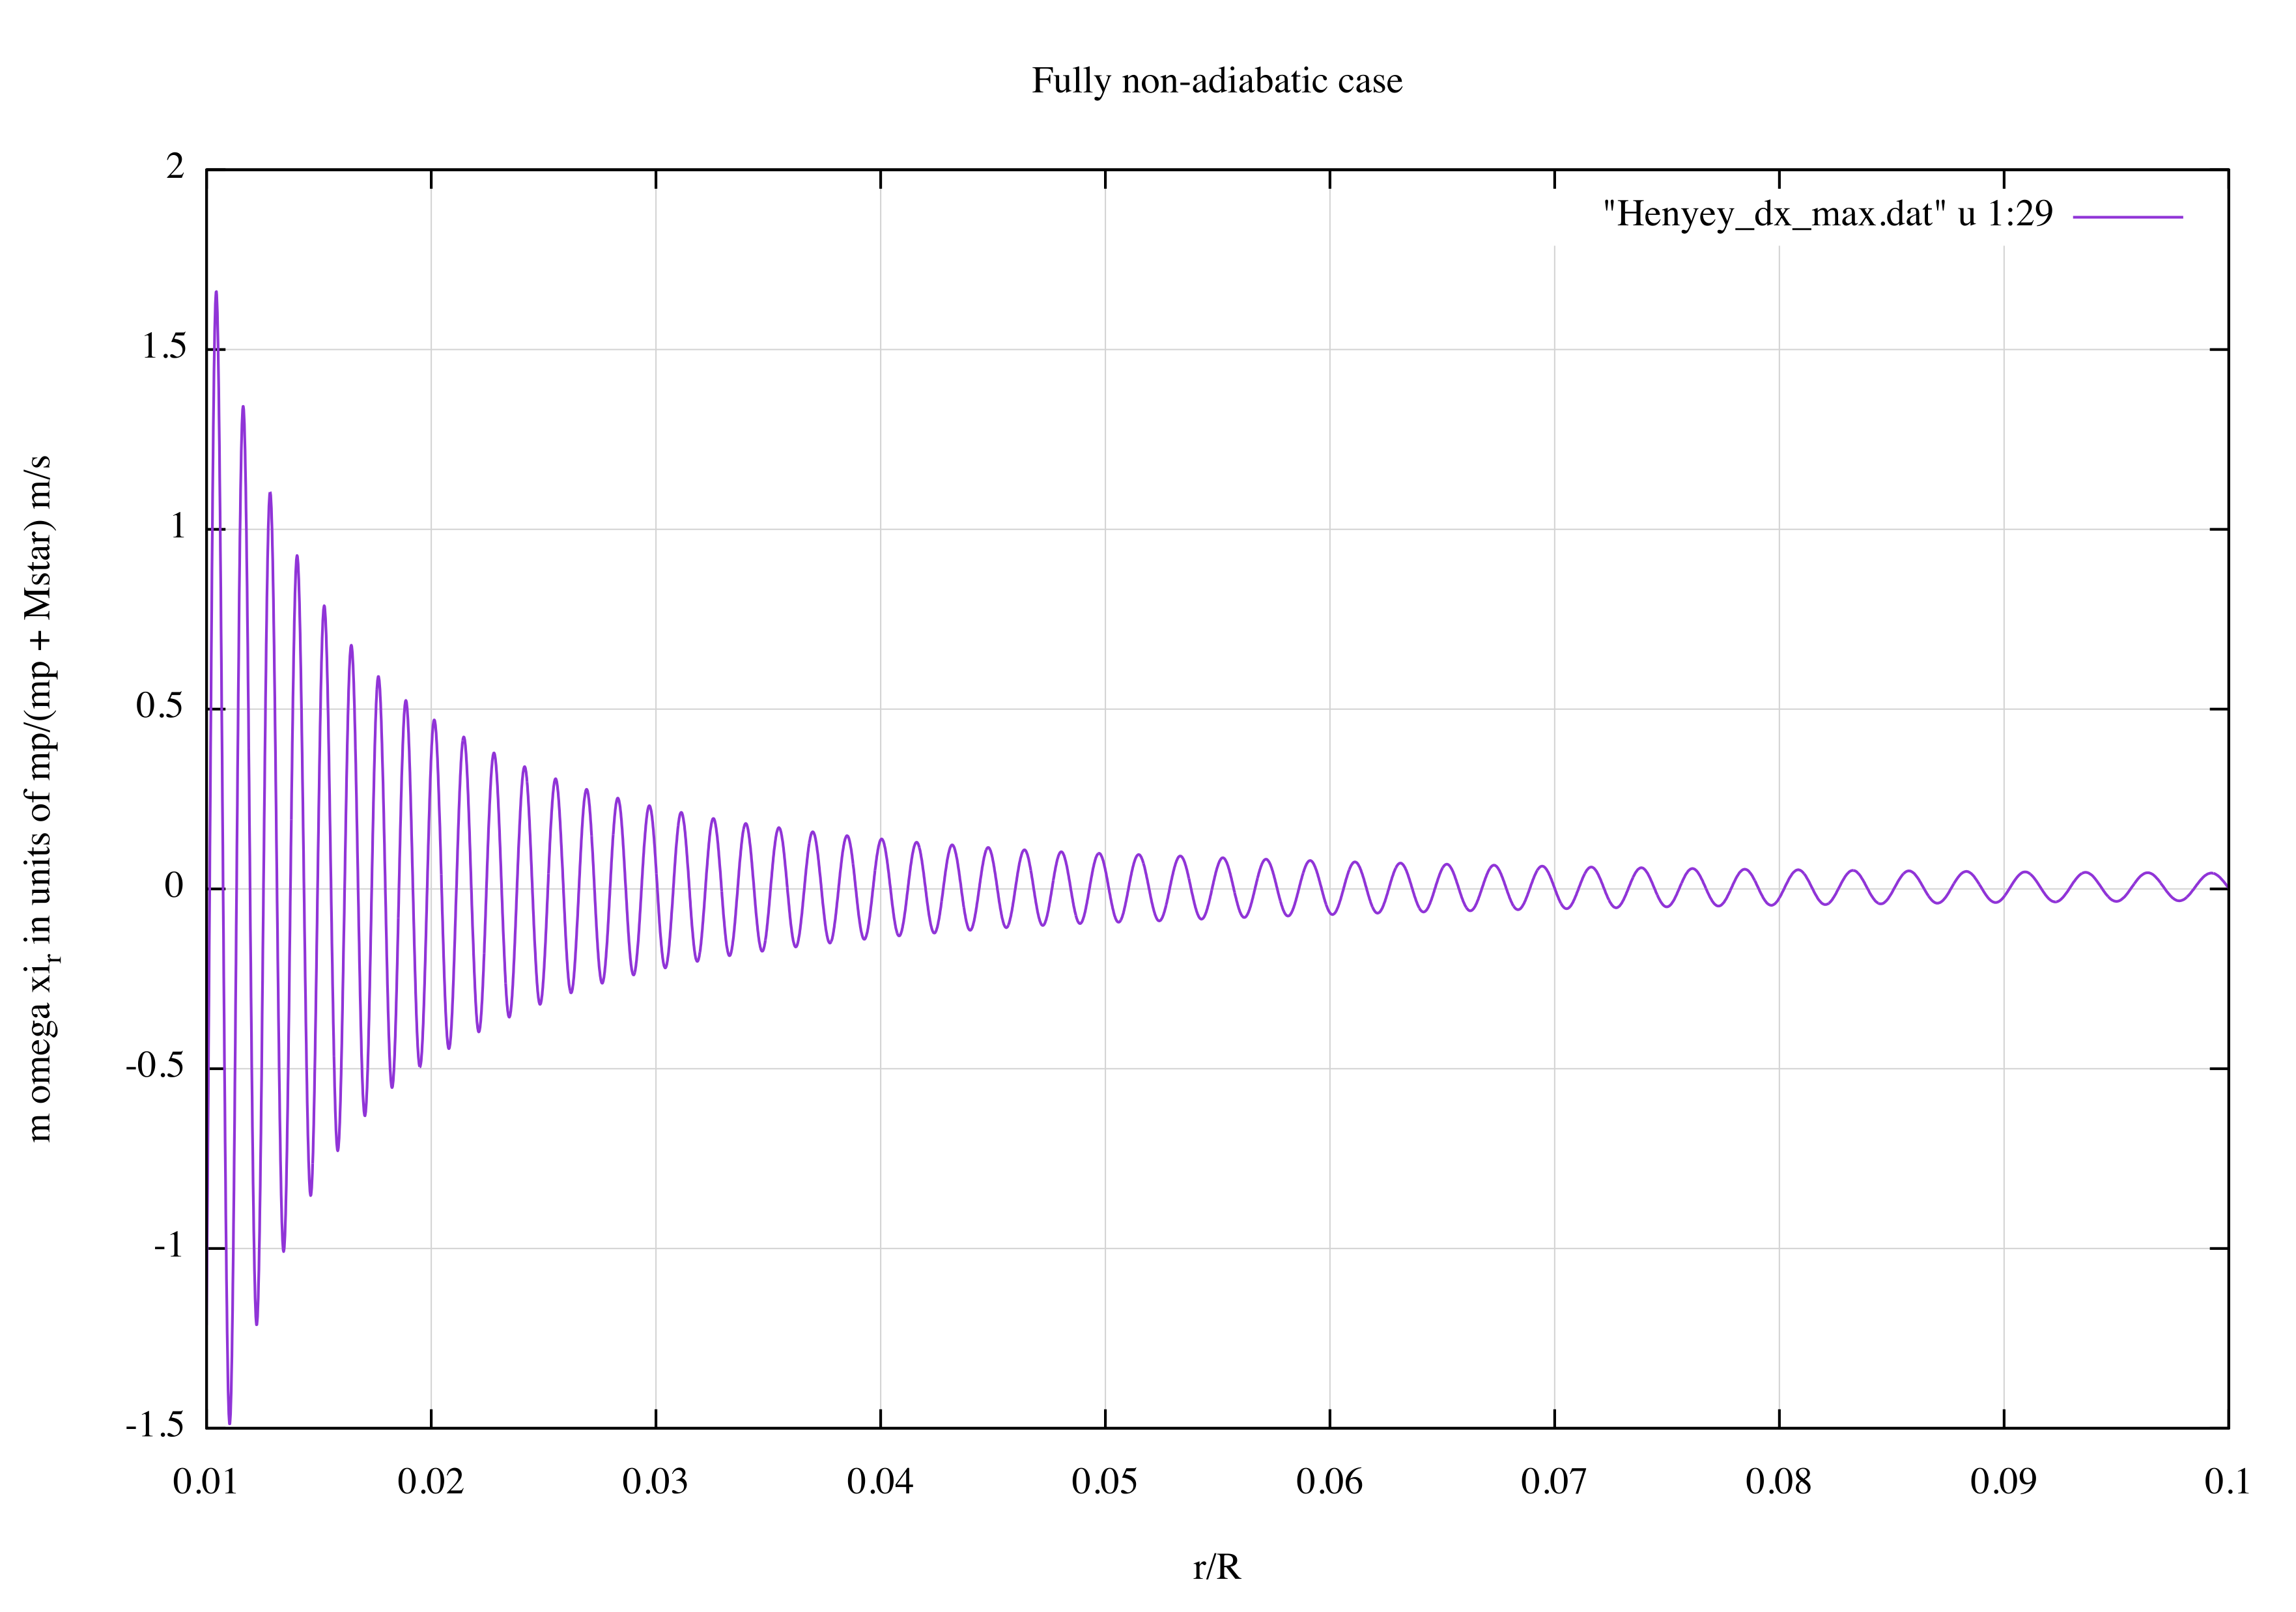 Fully non-adiabatic case
"Henyey_dx_max.dat" u 1:29
m omega xi_r in units of mp/(mp + Mstar) m/s
2
1.5
1
0.5
0
-0.5
-1
-1.5
0.01 0.02 0.03 0.04 0.05 0.06 0.07 0.08 0.09 0.1
r/R